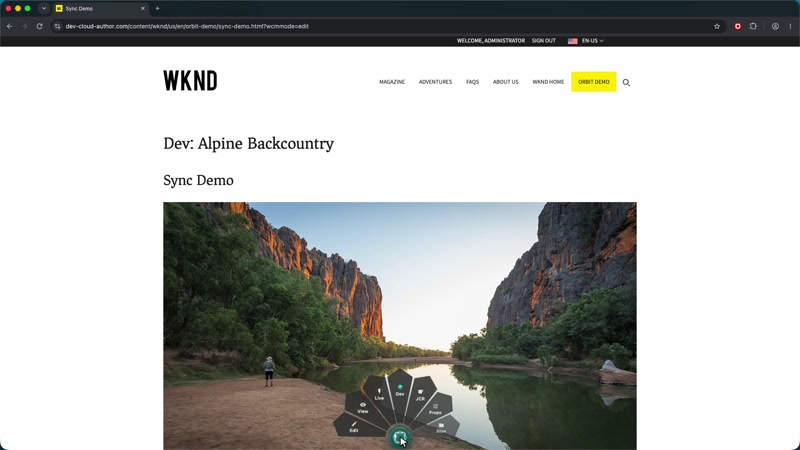 Sync Demo
dev-cloud-author.com/content/wknd/us/en/orbit-demo/sync-demo.html?wcmmode=edit
WELCOME, ADMINISTRATOR SIGN OUT EN-US
WKND
MAGAZINE ADVENTURES FAQS ABOUT US WKND HOME ORBIT DEMO
Dev: Alpine Backcountry
Sync Demo
Edit
View
Live
Dev
JCR
Props